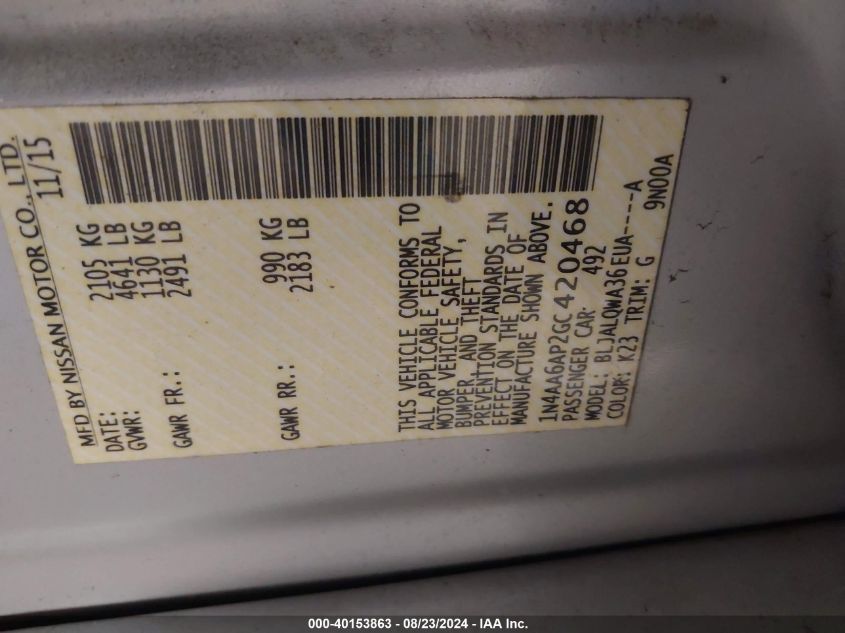 MFD BY NISSAN MOTOR CO., LTD.
DATE: 11/15
GVWR: 2105 KG
4641 LB
GAWR FR.: 1130 KG
2491 LB
GAWR RR.: 990 KG
2183 LB
THIS VEHICLE CONFORMS TO
ALL APPLICABLE FEDERAL
MOTOR VEHICLE SAFETY,
BUMPER, AND THEFT
PREVENTION STANDARDS IN
EFFECT ON THE DATE OF
MANUFACTURE SHOWN ABOVE.
1N4AA6AP2GC420468
PASSENGER CAR 492
MODEL: BLJALQWA36EUA----A
COLOR: K23 TRIM: G 9N00A
000-40153863 - 08/23/2024 - IAA Inc.